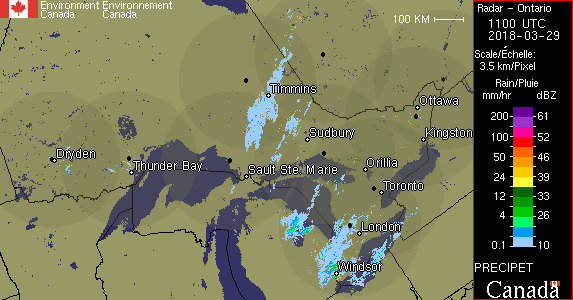 Environment Environnement
Canada Canada
100 KM
Timmins
Ottawa
Sudbury
Kingston
Dryden
Thunder Bay
Sault Ste. Marie
Orillia
Toronto
London
Windsor
Radar - Ontario
1100 UTC
2018-03-29
Scale/Échelle:
3.5 km/Pixel
Rain/Pluie
mm/hr dBZ
200 61
100 52
50 46
24 39
12 33
4 26
0.1 10
PRECIPET
Canada